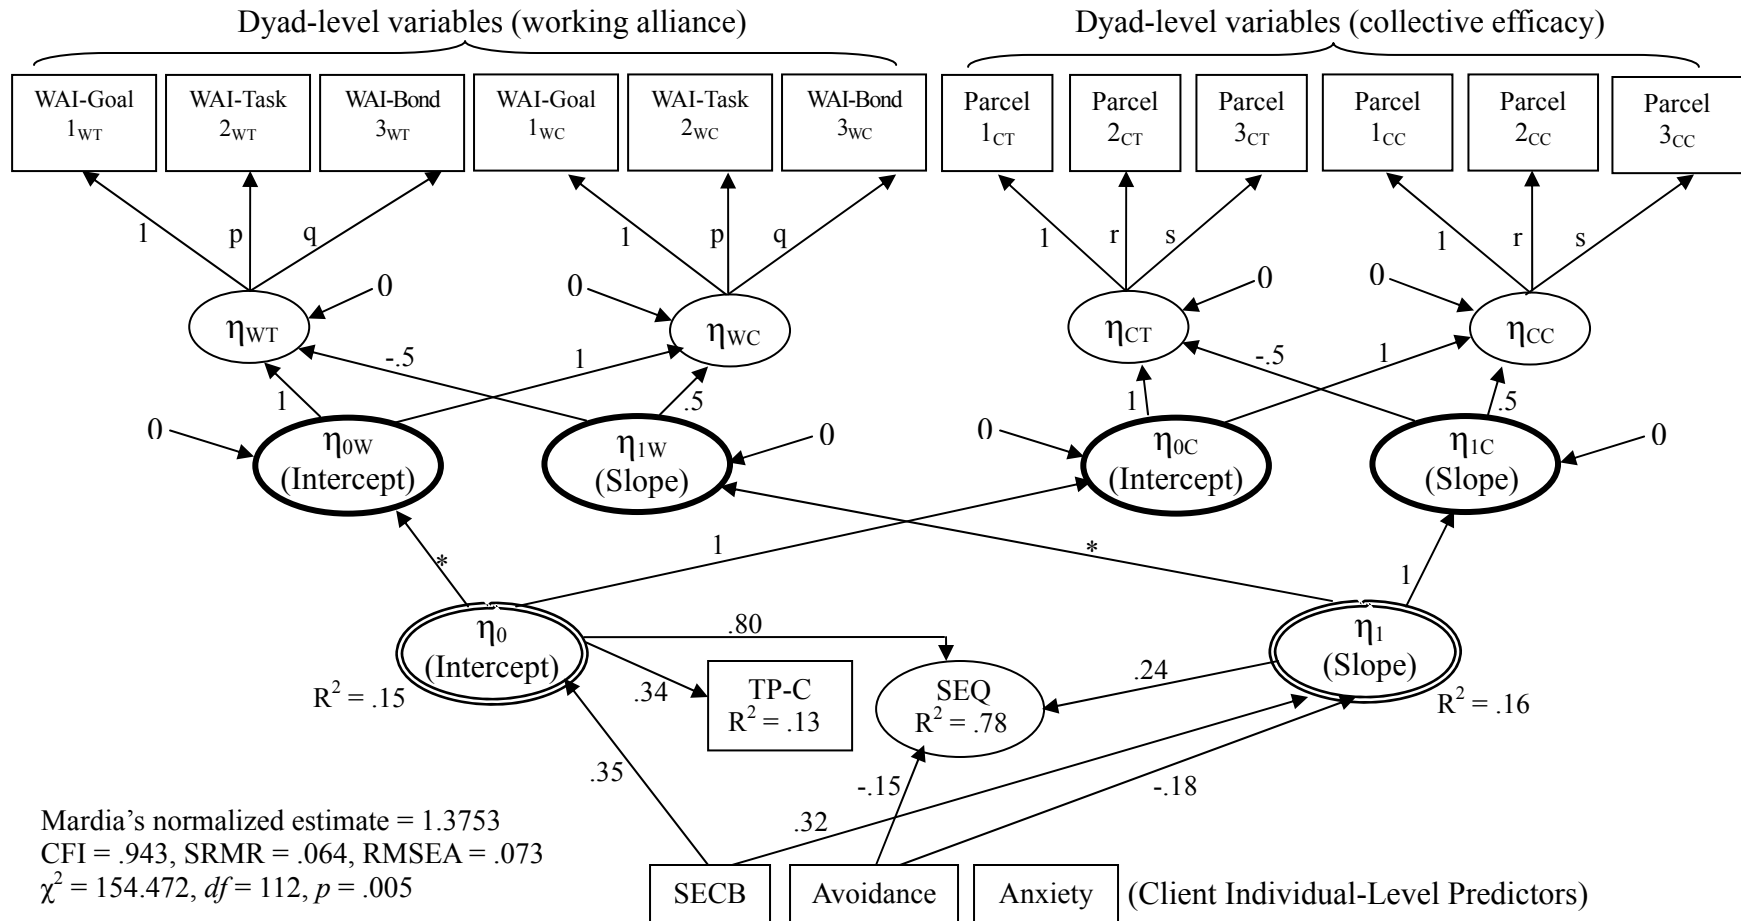 Dyad-level variables (working alliance)
Dyad-level variables (collective efficacy)
WAI-Goal
1WT
WAI-Task
2WT
WAI-Bond
3WT
WAI-Goal
1WC
WAI-Task
2WC
WAI-Bond
3WC
Parcel
1CT
Parcel
2CT
Parcel
3CT
Parcel
1CC
Parcel
2CC
Parcel
3CC
1
p
q
1
p
q
1
r
s
1
r
s
0
0
0
0
ηWT
ηWC
ηCT
ηCC
-.5
1
-.5
1
1
.5
1
.5
0
η0W
(Intercept)
η1W
(Slope)
0
0
η0C
(Intercept)
η1C
(Slope)
0
*
1
*
1
η0
(Intercept)
R² = .15
.80
.34
TP-C
R² = .13
SEQ
R² = .78
.24
η1
(Slope)
R² = .16
.35
-.15
.32
-.18
Mardia’s normalized estimate = 1.3753
CFI = .943, SRMR = .064, RMSEA = .073
χ² = 154.472, df = 112, p = .005
SECB
Avoidance
Anxiety
(Client Individual-Level Predictors)